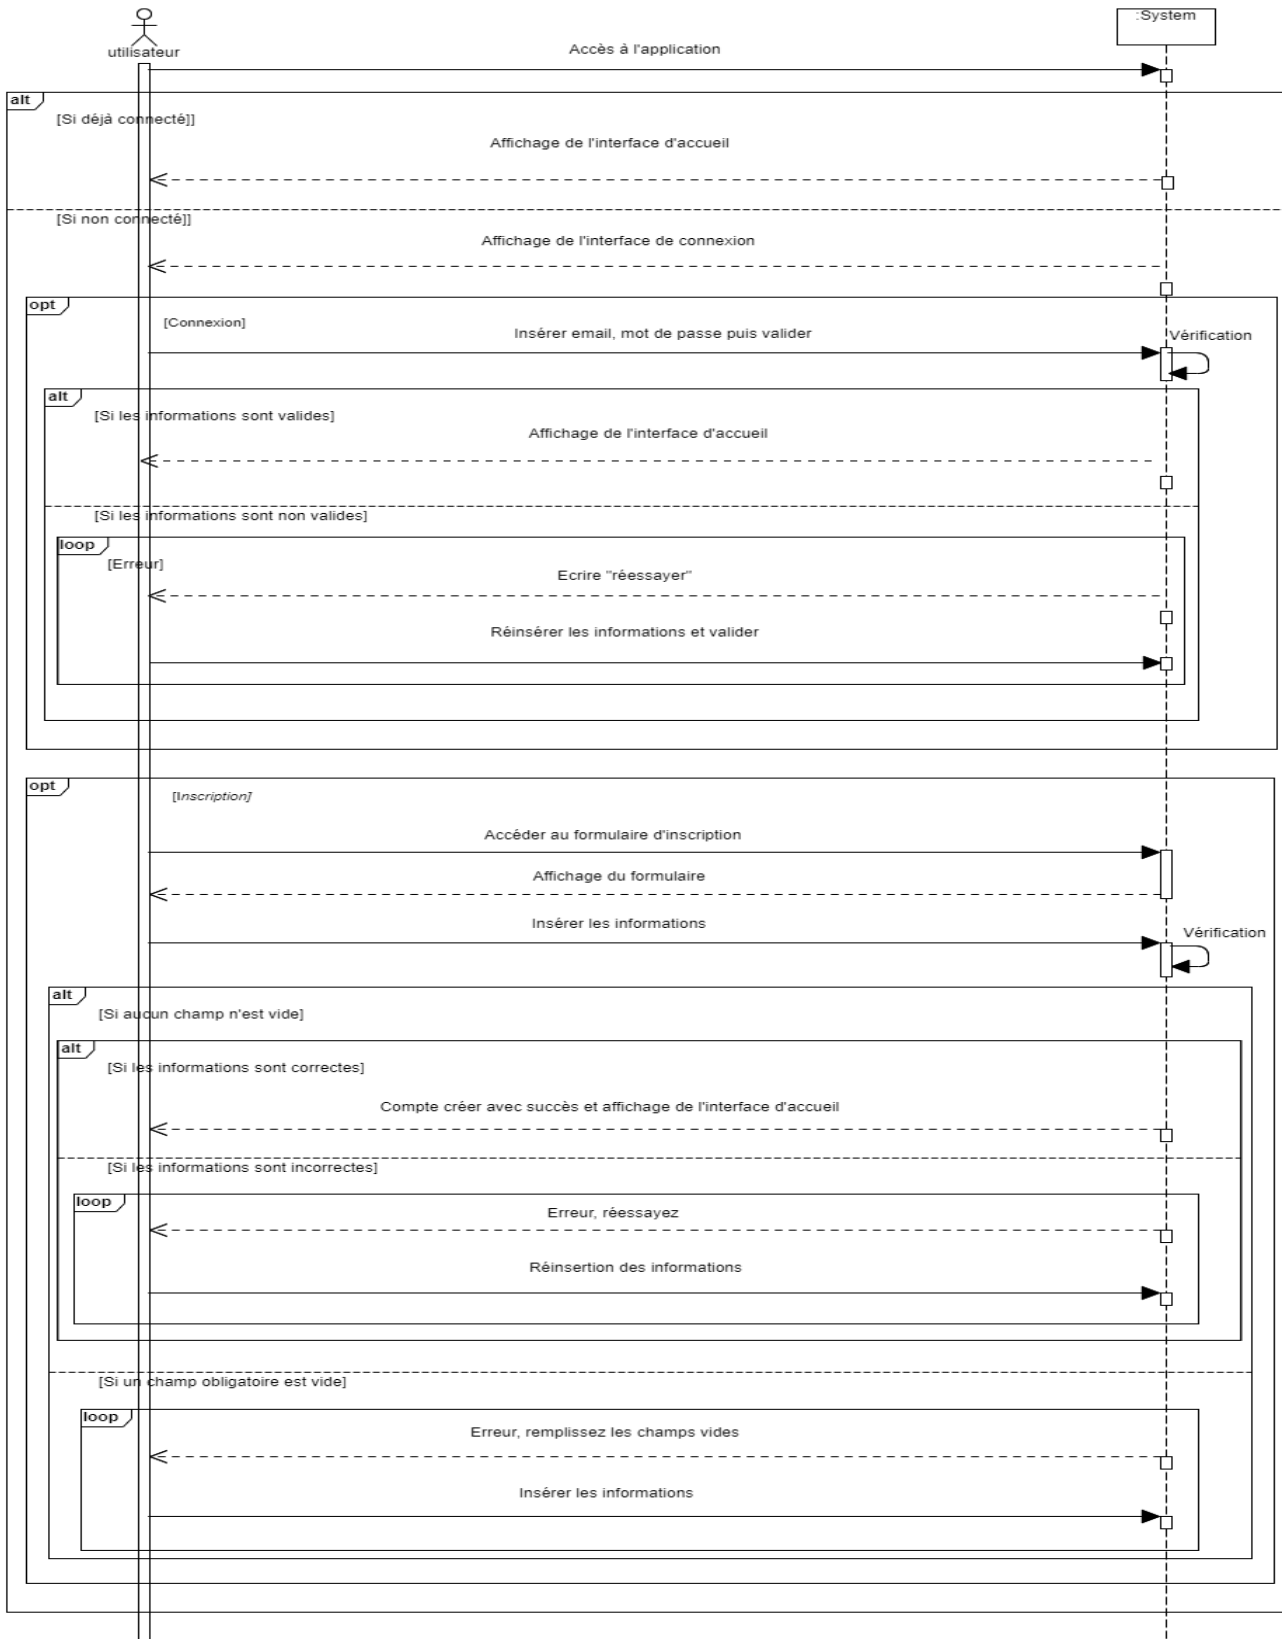 :System
utilisateur
Accès à l'application
alt
[Si déjà connecté]]
Affichage de l'interface d'accueil
[Si non connecté]]
Affichage de l'interface de connexion
opt
[Connexion]
Insérer email, mot de passe puis valider
Vérification
alt
[Si les informations sont valides]
Affichage de l'interface d'accueil
[Si les informations sont non valides]
loop
[Erreur]
Ecrire "réessayer"
Réinsérer les informations et valider
opt
[Inscription]
Accéder au formulaire d'inscription
Affichage du formulaire
Insérer les informations
Vérification
alt
[Si aucun champ n'est vide]
alt
[Si les informations sont correctes]
Compte créer avec succès et affichage de l'interface d'accueil
[Si les informations sont incorrectes]
loop
Erreur, réessayez
Réinsertion des informations
[Si un champ obligatoire est vide]
loop
Erreur, remplissez les champs vides
Insérer les informations